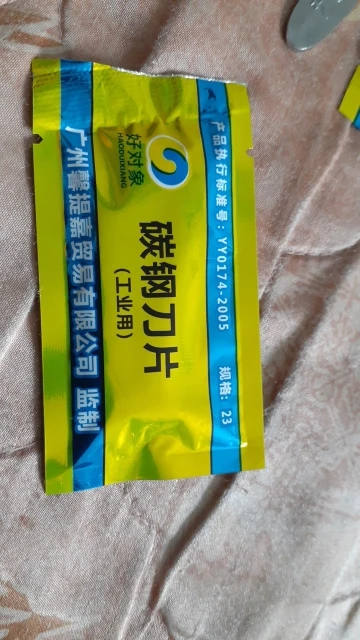 产品执行标准号：YY0174-2005 规格：23
好对象
HAODUIXIANG
碳钢刀片
（工业用）
广州馨提嘉贸易有限公司 监制